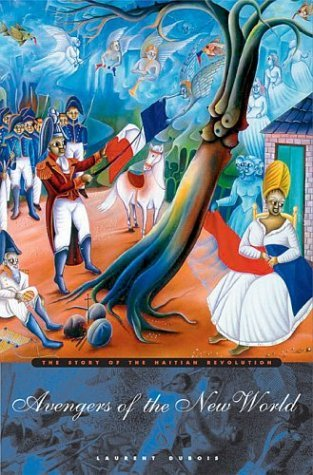 THE STORY OF THE HAITIAN REVOLUTION
Avengers of the New World
LAURENT DUBOIS